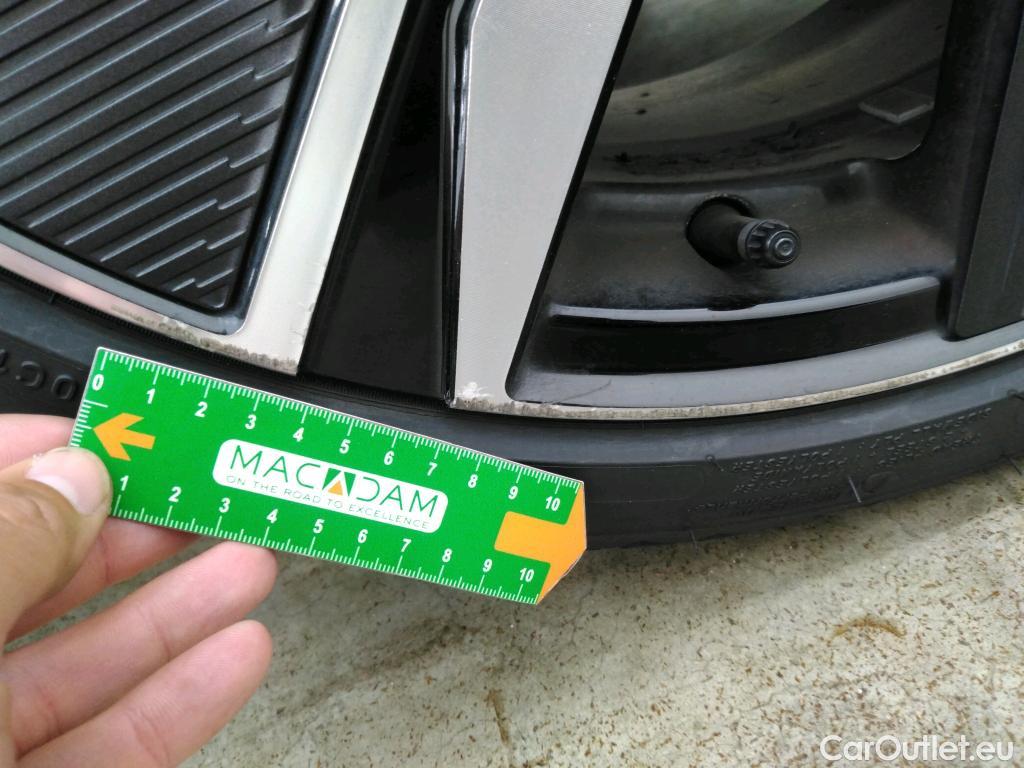 0 1 2 3 4 5 6 7 8 9 10
MACADAM
ON THE ROAD TO EXCELLENCE
1 2 3 4 5 6 7 8 9 10
CarOutlet.eu